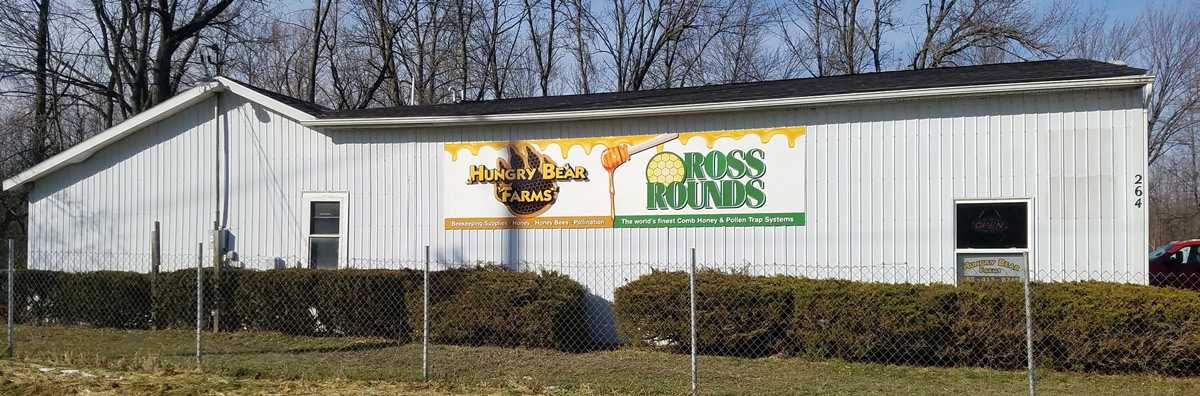 HUNGRY BEAR
FARMS
Beekeeping Supplies - Honey - Honey Bees - Pollination
ROSS
ROUNDS
The world's finest Comb Honey & Pollen Trap Systems
264
OPEN
HUNGRY BEAR
FARMS